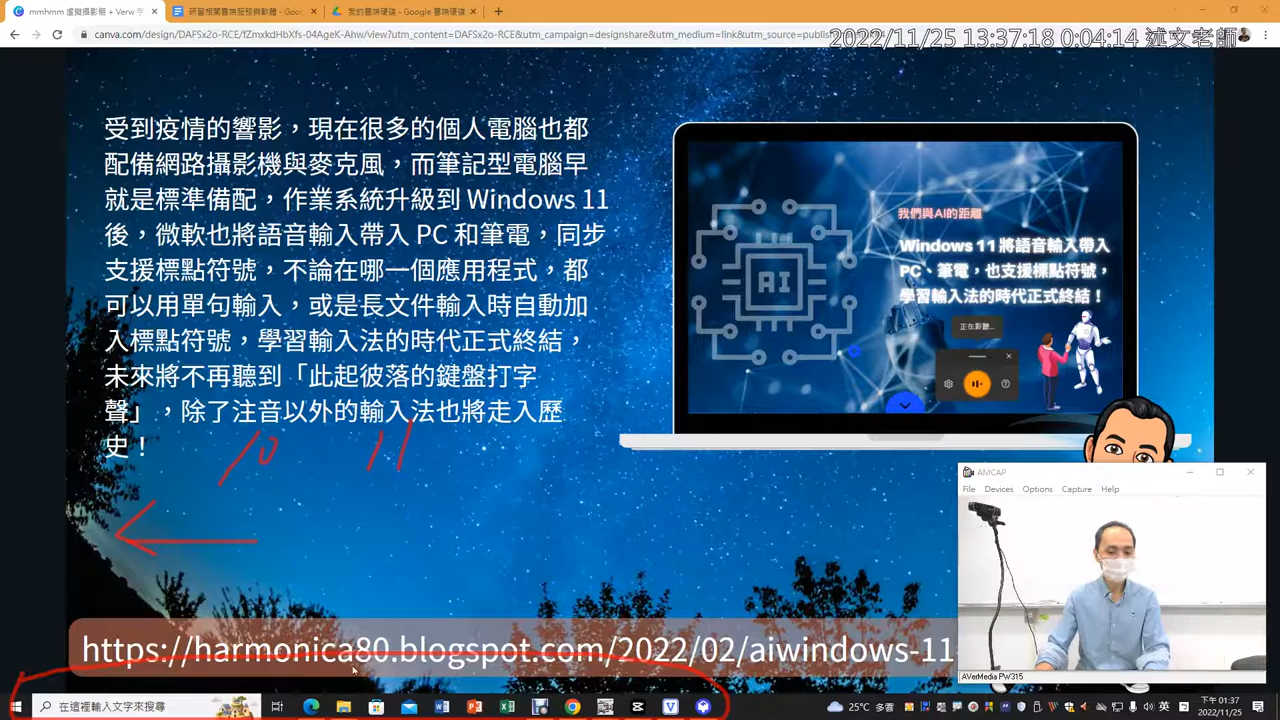 mmhmm 虛擬攝影棚 + Verw
研習相關雲端服務與軟體 - Goo
我的雲端硬碟 - Google 雲端硬碟
canva.com/design/DAFSx2o-RCE/fZmxkdHbXfs-04AgeK-Ahw/view?utm_content=DAFSx2o-RCE&utm_campaign=designshare&utm_medium=link&utm_source=publis
2022/11/25 13:37:18 0:04:14 述文老師
受到疫情的響影，現在很多的個人電腦也都
配備網路攝影機與麥克風，而筆記型電腦早
就是標準備配，作業系統升級到 Windows 11
後，微軟也將語音輸入帶入 PC 和筆電，同步
支援標點符號，不論在哪一個應用程式，都
可以用單句輸入，或是長文件輸入時自動加
入標點符號，學習輸入法的時代正式終結，
未來將不再聽到「此起彼落的鍵盤打字
聲」，除了注音以外的輸入法也將走入歷
史！
10 11
我們與AI的距離
Windows 11 將語音輸入帶入
PC、筆電，也支援標點符號，
學習輸入法的時代正式終結！
AI
正在聆聽...
AMCAP
File Devices Options Capture Help
AVerMedia PW315
https://harmonica80.blogspot.com/2022/02/aiwindows-11
在這裡輸入文字來搜尋
25°C 多雲
英
下午 01:37
2022/11/25